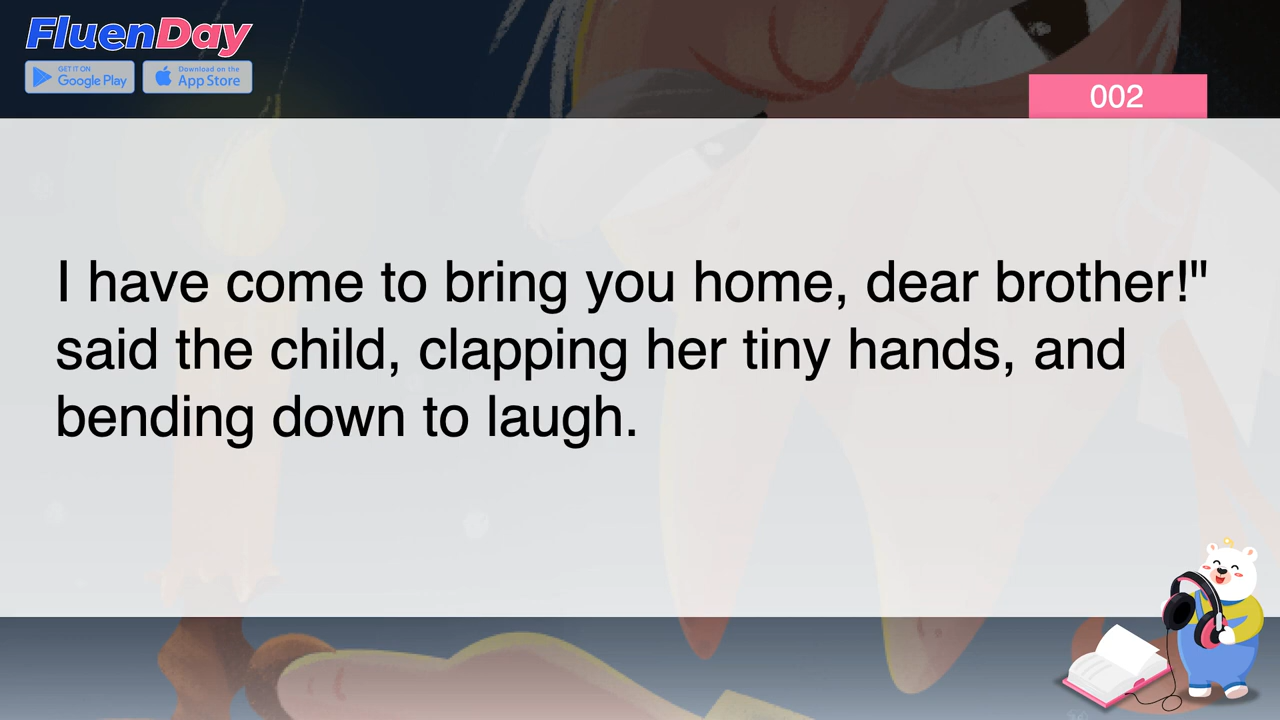 FluenDay
GET IT ON
Google Play
Download on the
App Store
002
I have come to bring you home, dear brother!"
said the child, clapping her tiny hands, and
bending down to laugh.